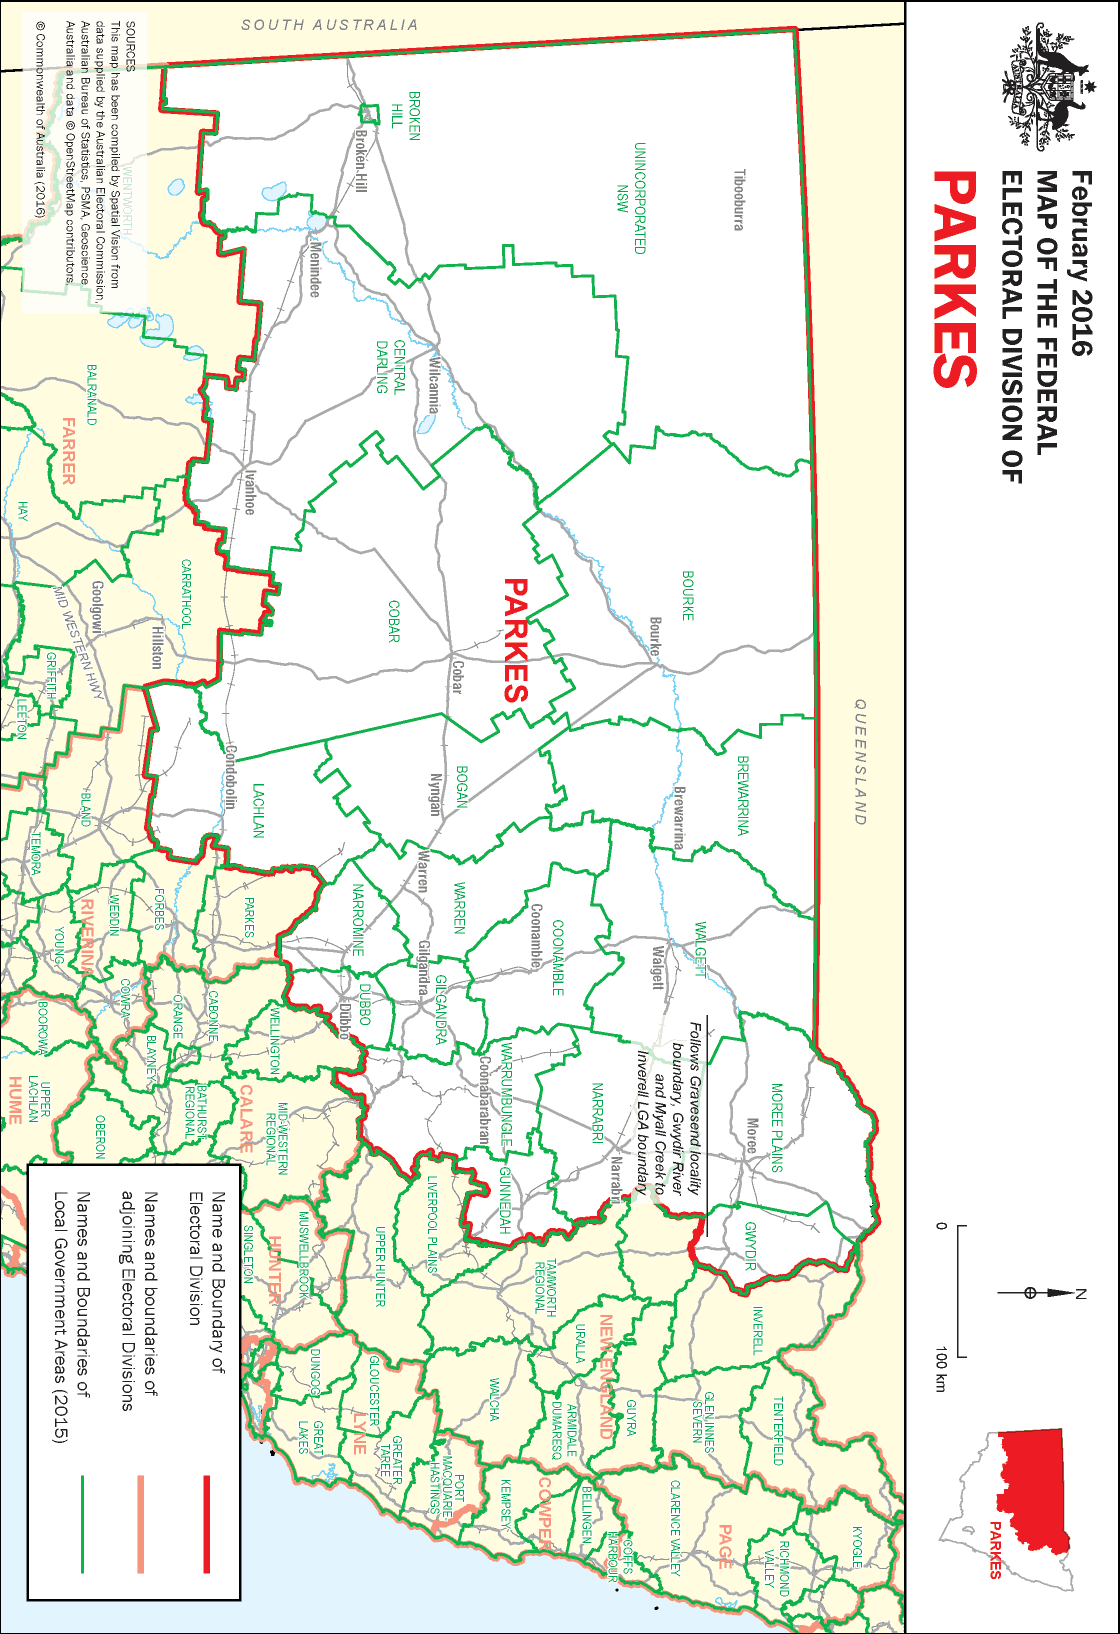 February 2016
MAP OF THE FEDERAL
ELECTORAL DIVISION OF
PARKES
N
0
100 km
PARKES
SOUTH AUSTRALIA
QUEENSLAND
Tibooburra
UNINCORPORATED
NSW
BROKEN
HILL
Broken Hill
Menindee
CENTRAL
DARLING
Wilcannia
Ivanhoe
BOURKE
Bourke
PARKES
COBAR
Cobar
BREWARRINA
Brewarrina
BOGAN
Nyngan
LACHLAN
Condobolin
WALGETT
Walgett
COONAMBLE
Coonamble
WARREN
Warren
NARROMINE
GILGANDRA
Gilgandra
DUBBO
Dubbo
WARRUMBUNGLE
Coonabarabran
NARRABRI
Narrabri
MOREE PLAINS
Moree
GWYDIR
GUNNEDAH
Follows Gravesend locality
boundary, Gwydir River
and Myall Creek to
Inverell LGA boundary
WENTWORTH
BALRANALD
FARRER
HAY
CARRATHOOL
Goolgowi
MID WESTERN HWY
Hillston
GRIFFITH
LEETON
BLAND
TEMORA
FORBES
PARKES
WEDDIN
RIVERINA
YOUNG
COWRA
BOOROWA
CABONNE
ORANGE
BLAYNEY
WELLINGTON
CALARE
BATHURST
REGIONAL
MID-WESTERN
REGIONAL
OBERON
UPPER
LACHLAN
HUME
LIVERPOOL PLAINS
UPPER HUNTER
MUSWELLBROOK
HUNTER
SINGLETON
TAMWORTH
REGIONAL
INVERELL
URALLA
NEW ENGLAND
GUYRA
ARMIDALE
DUMARESQ
WALCHA
GLEN INNES
SEVERN
TENTERFIELD
DUNGOG
GLOUCESTER
LYNE
GREAT
LAKES
GREATER
TAREE
PORT
MACQUARIE
HASTINGS
KEMPSEY
COWPER
BELLINGEN
COFFS
HARBOUR
CLARENCE VALLEY
PAGE
RICHMOND
VALLEY
KYOGLE
SOURCES
This map has been compiled by Spatial Vision from
data supplied by the Australian Electoral Commission,
Australian Bureau of Statistics, PSMA, Geoscience
Australia and data © OpenStreetMap contributors.
© Commonwealth of Australia (2016)
Name and Boundary of
Electoral Division
Names and boundaries of
adjoining Electoral Divisions
Names and Boundaries of
Local Government Areas (2015)